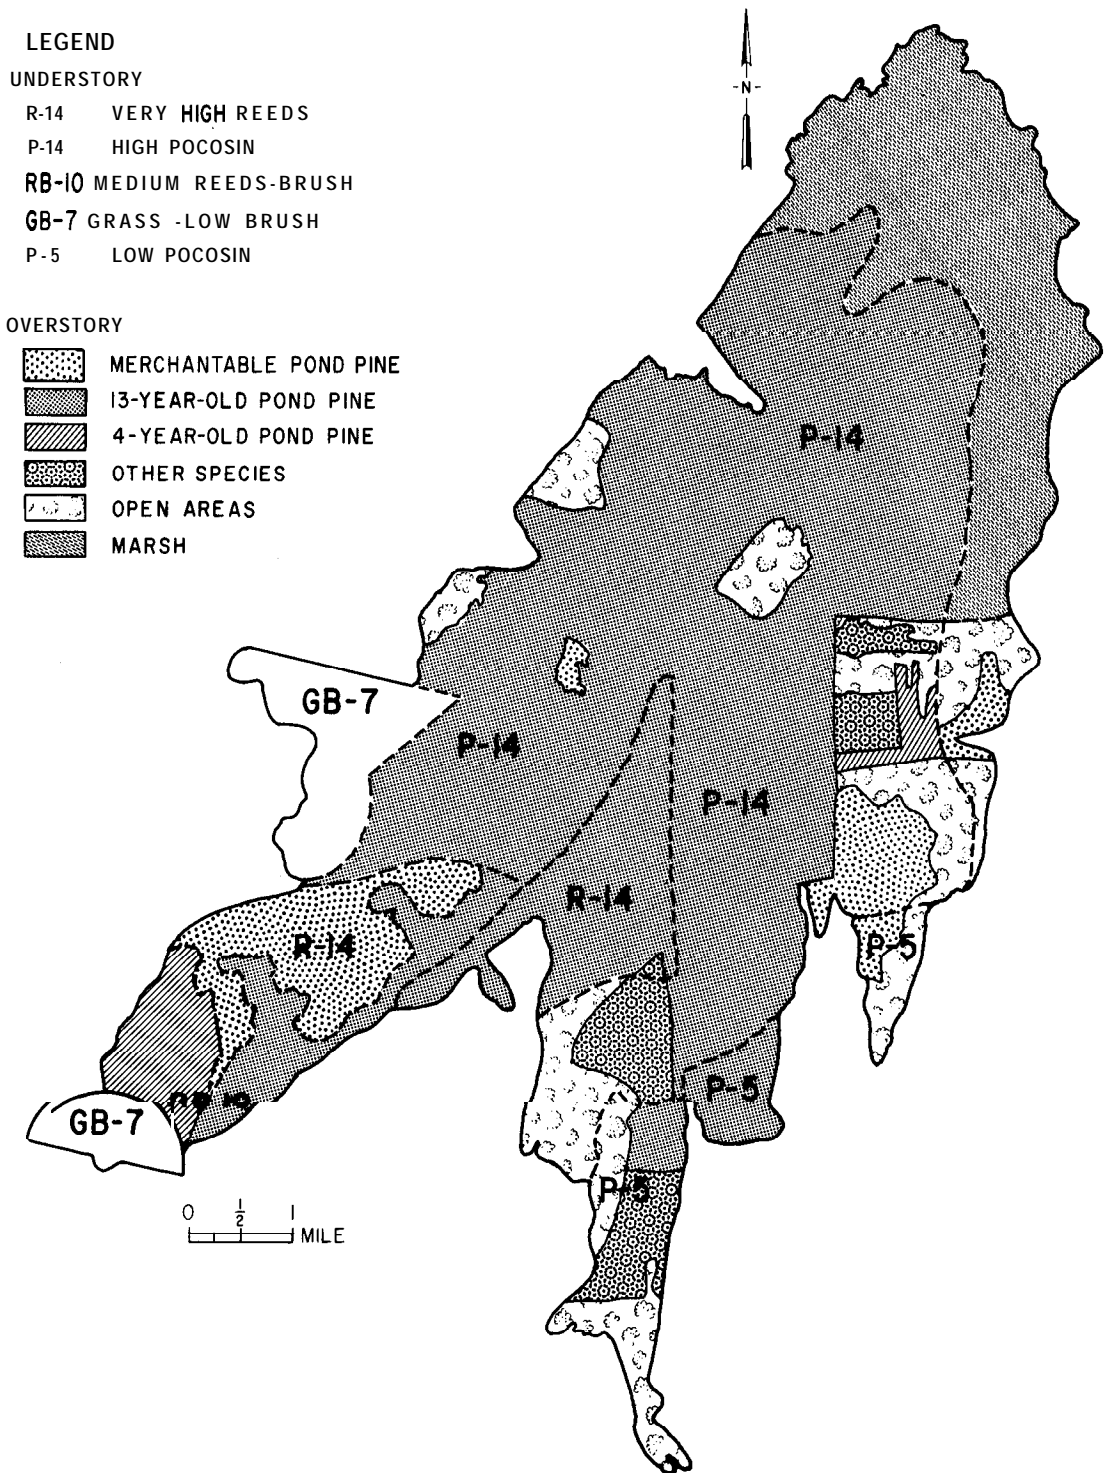 LEGEND
UNDERSTORY
R-14 VERY HIGH REEDS
P-14 HIGH POCOSIN
RB-10 MEDIUM REEDS-BRUSH
GB-7 GRASS -LOW BRUSH
P-5 LOW POCOSIN
OVERSTORY
MERCHANTABLE POND PINE
13-YEAR-OLD POND PINE
4-YEAR-OLD POND PINE
OTHER SPECIES
OPEN AREAS
MARSH
-N-
P-14
GB-7
P-14
P-14
R-14
R-14
P-5
P-5
GB-7
P-5
0 1/2 1
MILE